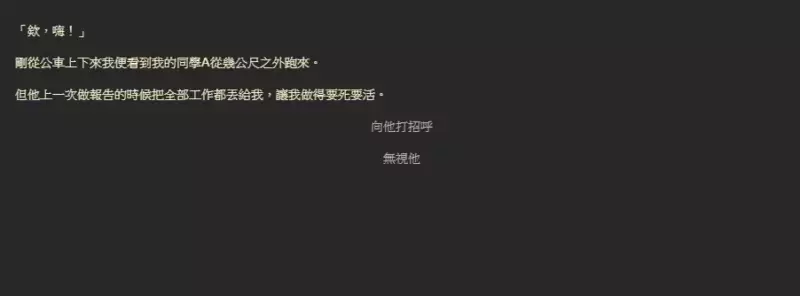 「欸，嗨！」
剛從公車上下來我便看到我的同學A從幾公尺之外跑來。
但他上一次做報告的時候把全部工作都丟給我，讓我做得要死要活。
向他打招呼
無視他